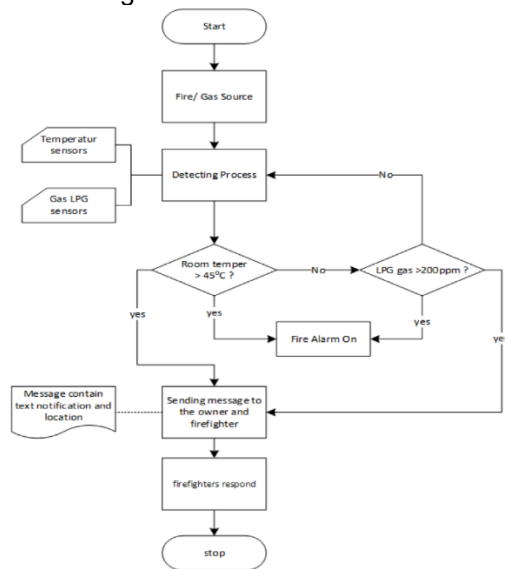 Start
Fire/ Gas Source
Temperatur
sensors
Gas LPG
sensors
Detecting Process
No
Room temper
> 45°C ?
No
LPG gas >200ppm ?
yes
yes
yes
yes
Fire Alarm On
Message contain
text notification and
location
Sending message to
the owner and
firefighter
firefighters respond
stop